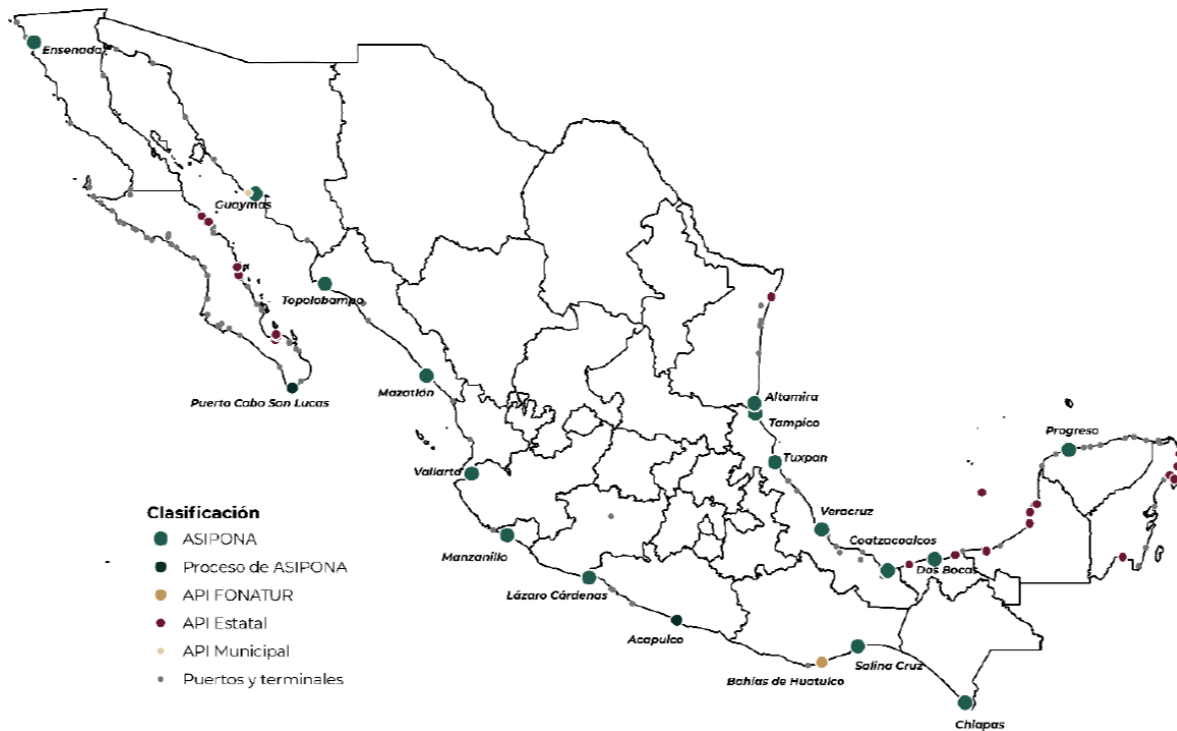 Ensenada
Guaymas
Topolobampo
Puerto Cabo San Lucas
Mazatlán
Altamira
Tampico
Progreso
Tuxpan
Vallarta
Veracruz
Coatzacoalcos
Dos Bocas
Manzanillo
Lázaro Cárdenas
Acapulco
Bahías de Huatulco
Salina Cruz
Chiapas
Clasificación
ASIPONA
Proceso de ASIPONA
API FONATUR
API Estatal
API Municipal
Puertos y terminales